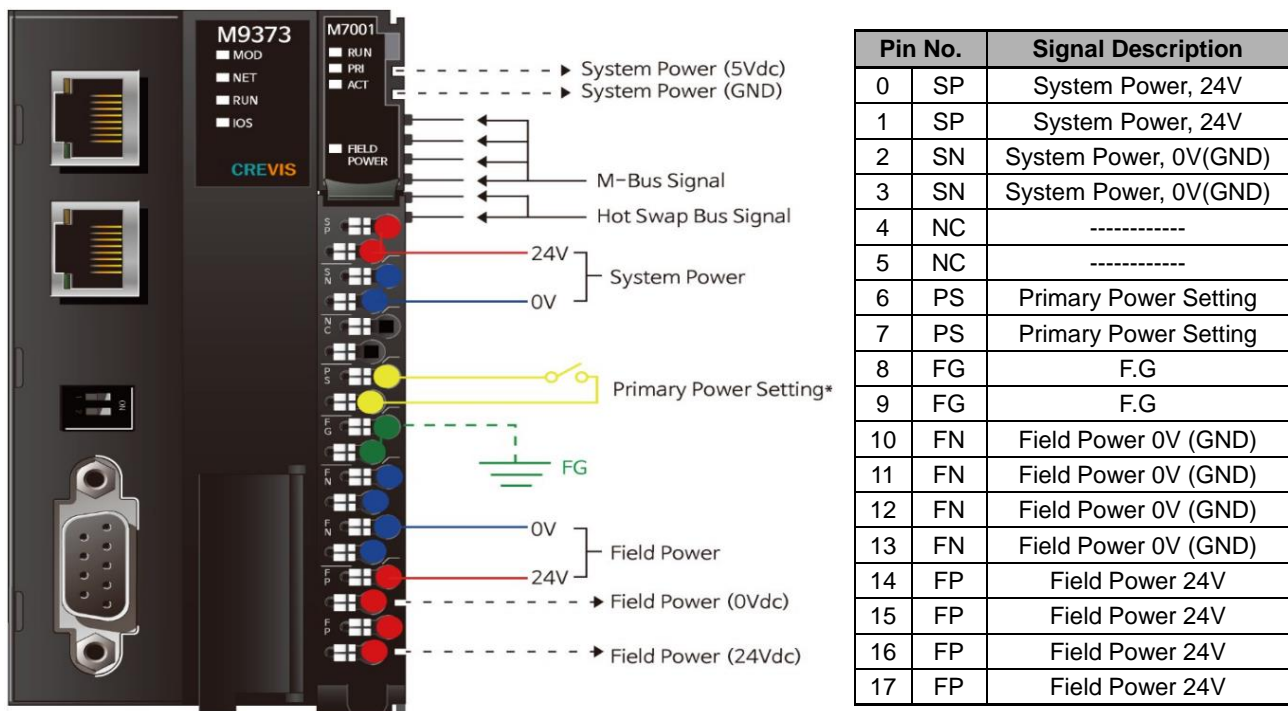 M9373
MOD
NET
RUN
IOS
CREVIS
M7001
RUN
PRI
ACT
FIELD
POWER
System Power (5Vdc)
System Power (GND)
M-Bus Signal
Hot Swap Bus Signal
SP
24V
System Power
SN
0V
NC
PS
Primary Power Setting*
FG
FG
FN
FN
0V
Field Power
FP
24V
Field Power (0Vdc)
FP
Field Power (24Vdc)
ON
1 2
Pin No. Signal Description
0 SP System Power, 24V
1 SP System Power, 24V
2 SN System Power, 0V(GND)
3 SN System Power, 0V(GND)
4 NC ------------
5 NC ------------
6 PS Primary Power Setting
7 PS Primary Power Setting
8 FG F.G
9 FG F.G
10 FN Field Power 0V (GND)
11 FN Field Power 0V (GND)
12 FN Field Power 0V (GND)
13 FN Field Power 0V (GND)
14 FP Field Power 24V
15 FP Field Power 24V
16 FP Field Power 24V
17 FP Field Power 24V